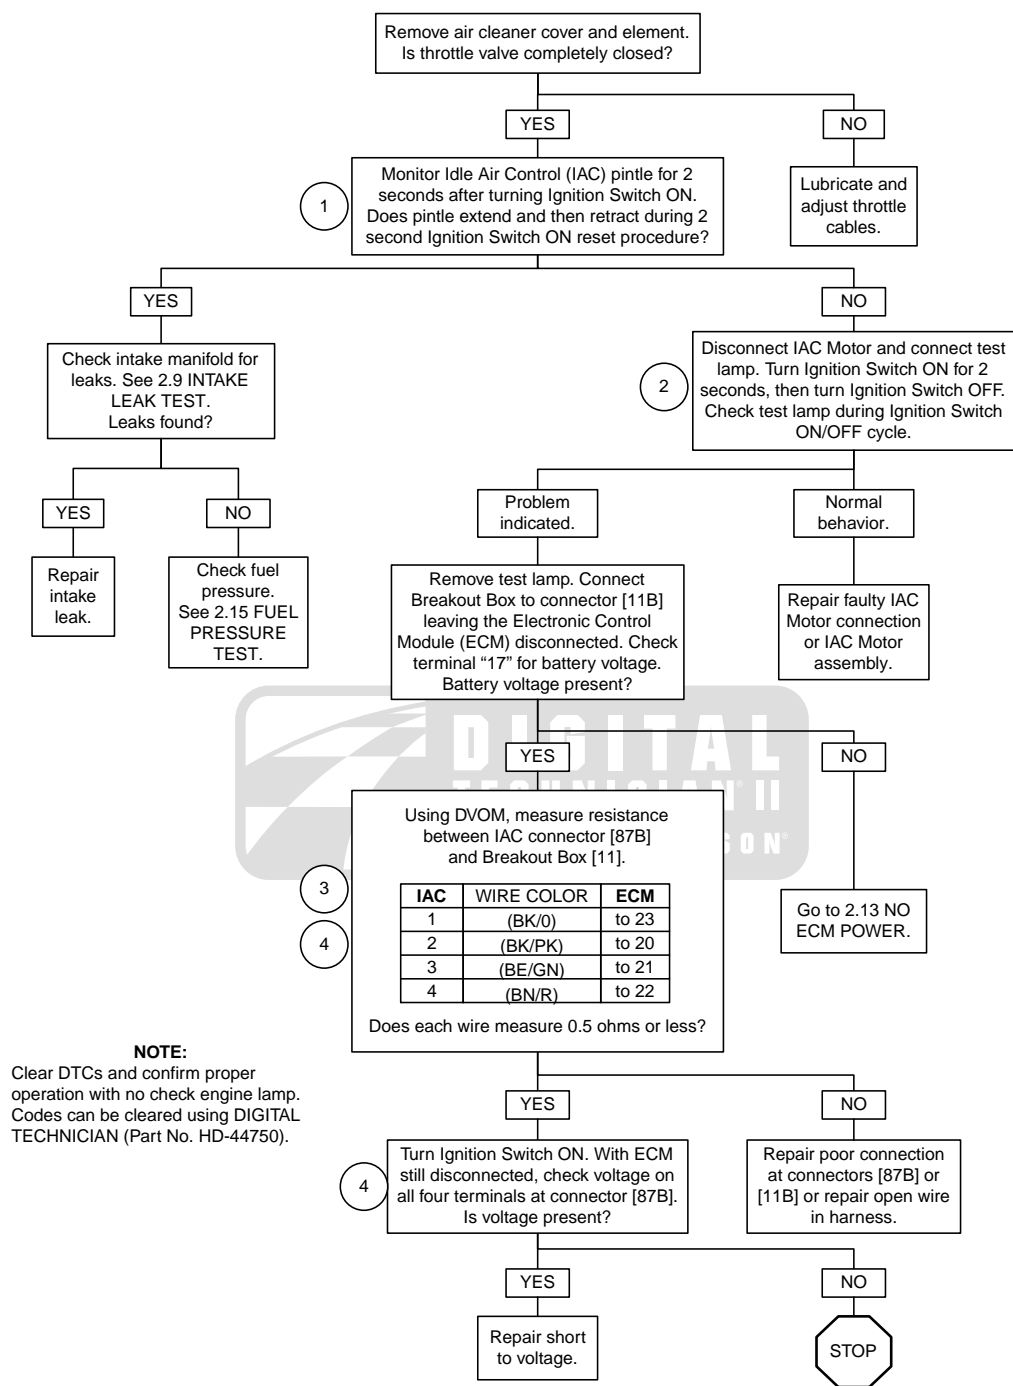 Remove air cleaner cover and element.
Is throttle valve completely closed?
YES
NO
Monitor Idle Air Control (IAC) pintle for 2
seconds after turning Ignition Switch ON.
Does pintle extend and then retract during 2
second Ignition Switch ON reset procedure?
1
Lubricate and
adjust throttle
cables.
YES
NO
Check intake manifold for
leaks. See 2.9 INTAKE
LEAK TEST.
Leaks found?
2
Disconnect IAC Motor and connect test
lamp. Turn Ignition Switch ON for 2
seconds, then turn Ignition Switch OFF.
Check test lamp during Ignition Switch
ON/OFF cycle.
YES
NO
Problem
indicated.
Normal
behavior.
Repair
intake
leak.
Check fuel
pressure.
See 2.15 FUEL
PRESSURE
TEST.
Remove test lamp. Connect
Breakout Box to connector [11B]
leaving the Electronic Control
Module (ECM) disconnected. Check
terminal “17” for battery voltage.
Battery voltage present?
Repair faulty IAC
Motor connection
or IAC Motor
assembly.
DIGITAL
TECHNICIAN II
YES
NO
Using DVOM, measure resistance
between IAC connector [87B]
and Breakout Box [11].
3
4
IAC WIRE COLOR ECM
1 (BK/0) to 23
2 (BK/PK) to 20
3 (BE/GN) to 21
4 (BN/R) to 22
Does each wire measure 0.5 ohms or less?
Go to 2.13 NO
ECM POWER.
NOTE:
Clear DTCs and confirm proper
operation with no check engine lamp.
Codes can be cleared using DIGITAL
TECHNICIAN (Part No. HD-44750).
YES
NO
4
Turn Ignition Switch ON. With ECM
still disconnected, check voltage on
all four terminals at connector [87B].
Is voltage present?
Repair poor connection
at connectors [87B] or
[11B] or repair open wire
in harness.
YES
NO
Repair short
to voltage.
STOP